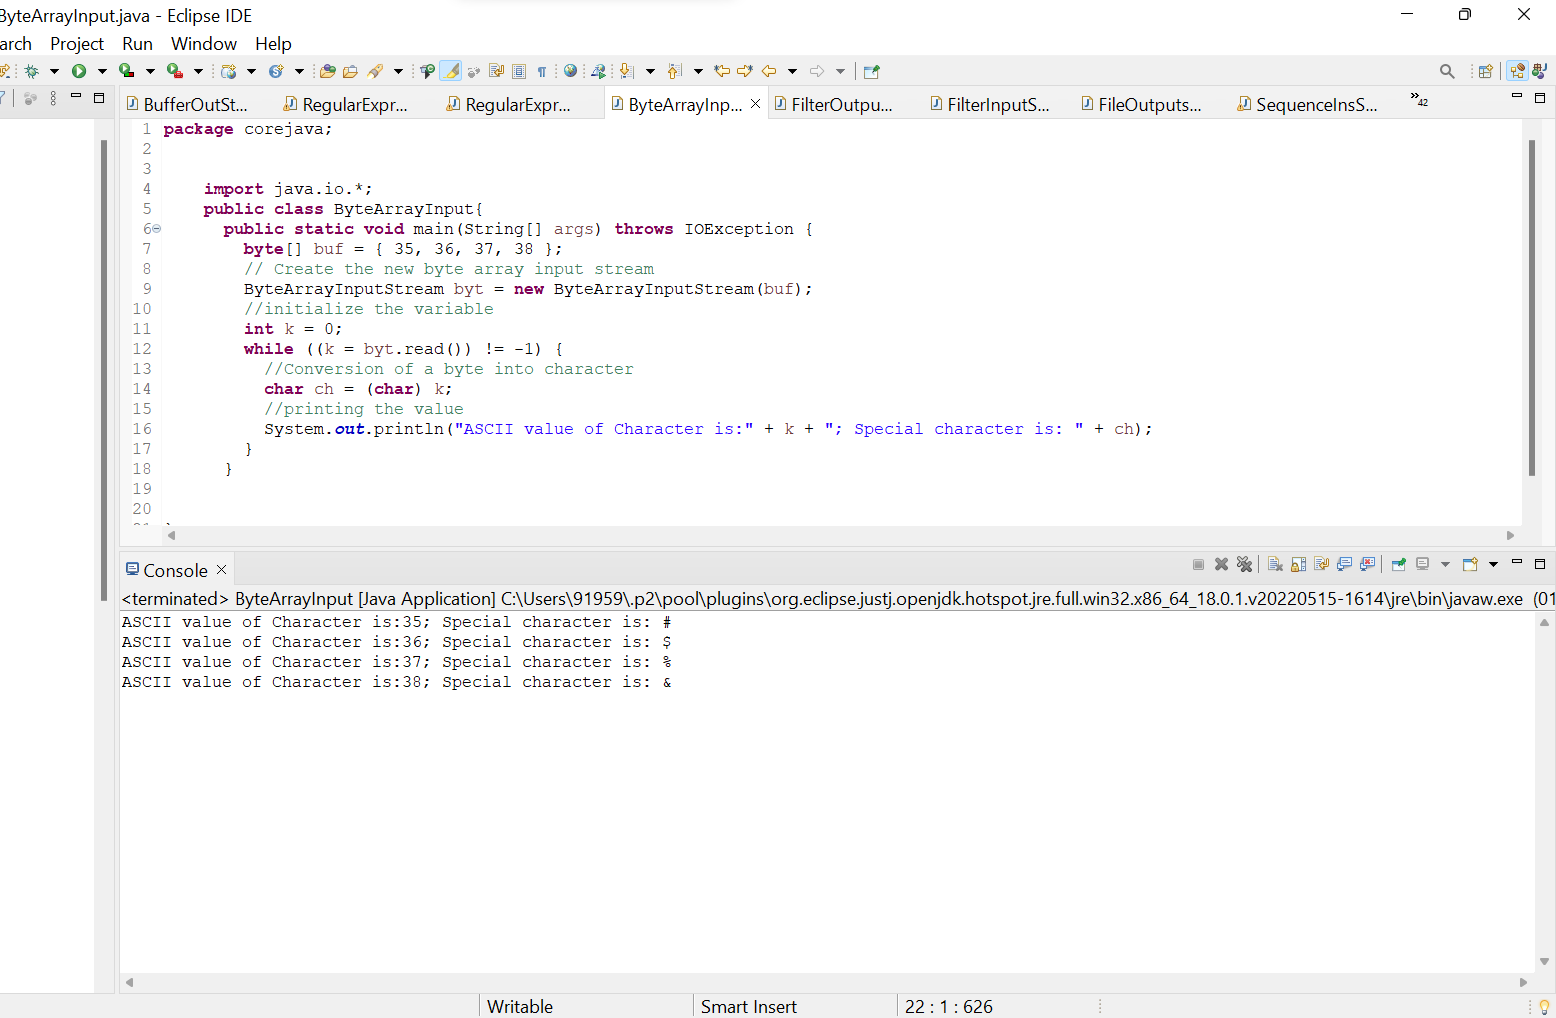 ByteArrayInput.java - Eclipse IDE
arch Project Run Window Help
BufferOutSt... RegularExpr... RegularExpr... ByteArrayInp... FilterOutpu... FilterInputS... FileOutputs... SequenceInsS... »42
1 package corejava;
2
3
4 import java.io.*;
5 public class ByteArrayInput{
6 public static void main(String[] args) throws IOException {
7 byte[] buf = { 35, 36, 37, 38 };
8 // Create the new byte array input stream
9 ByteArrayInputStream byt = new ByteArrayInputStream(buf);
10 //initialize the variable
11 int k = 0;
12 while ((k = byt.read()) != -1) {
13 //Conversion of a byte into character
14 char ch = (char) k;
15 //printing the value
16 System.out.println("ASCII value of Character is:" + k + "; Special character is: " + ch);
17 }
18 }
19
20
Console
<terminated> ByteArrayInput [Java Application] C:\Users\91959\.p2\pool\plugins\org.eclipse.justj.openjdk.hotspot.jre.full.win32.x86_64_18.0.1.v20220515-1614\jre\bin\javaw.exe (01
ASCII value of Character is:35; Special character is: #
ASCII value of Character is:36; Special character is: $
ASCII value of Character is:37; Special character is: %
ASCII value of Character is:38; Special character is: &
Writable Smart Insert 22 : 1 : 626